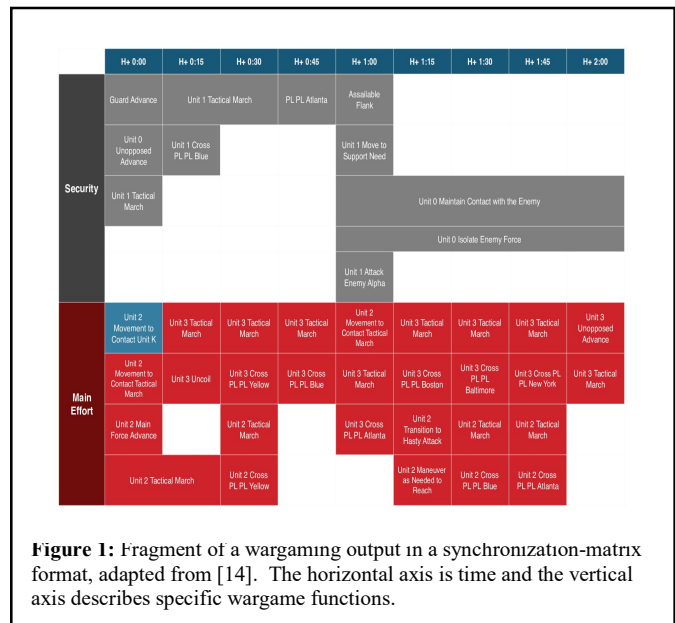 H+ 0:00 H+ 0:15 H+ 0:30 H+ 0:45 H+ 1:00 H+ 1:15 H+ 1:30 H+ 1:45 H+ 2:00
Security
Guard Advance
Unit 1 Tactical March
PL PL Atlanta
Assailable
Flank
Unit 0
Unopposed
Advance
Unit 1 Cross
PL PL Blue
Unit 1 Move to
Support Need
Unit 1 Tactical
March
Unit 0 Maintain Contact with the Enemy
Unit 0 Isolate Enemy Force
Unit 1 Attack
Enemy Alpha
Main
Effort
Unit 2
Movement to
Contact Unit K
Unit 3 Tactical
March
Unit 3 Tactical
March
Unit 3 Tactical
March
Unit 2
Movement to
Contact Tactical
March
Unit 3 Tactical
March
Unit 3 Tactical
March
Unit 3 Tactical
March
Unit 3
Unopposed
Advance
Unit 2
Movement to
Contact Tactical
March
Unit 3 Uncoil
Unit 3 Cross
PL PL Yellow
Unit 3 Cross
PL PL Blue
Unit 3 Tactical
March
Unit 3 Cross
PL PL Boston
Unit 3 Cross
PL PL
Baltimore
Unit 3 Cross PL
PL New York
Unit 3 Tactical
March
Unit 2 Main
Force Advance
Unit 2 Tactical
March
Unit 3 Cross
PL PL Atlanta
Unit 2
Transition to
Hasty Attack
Unit 2 Tactical
March
Unit 2 Tactical
March
Unit 2 Tactical March
Unit 2 Cross
PL PL Yellow
Unit 2 Maneuver
as Needed to
Reach
Unit 2 Cross
PL PL Blue
Unit 2 Cross
PL PL Atlanta
Figure 1: Fragment of a wargaming output in a synchronization-matrix
format, adapted from [14]. The horizontal axis is time and the vertical
axis describes specific wargame functions.